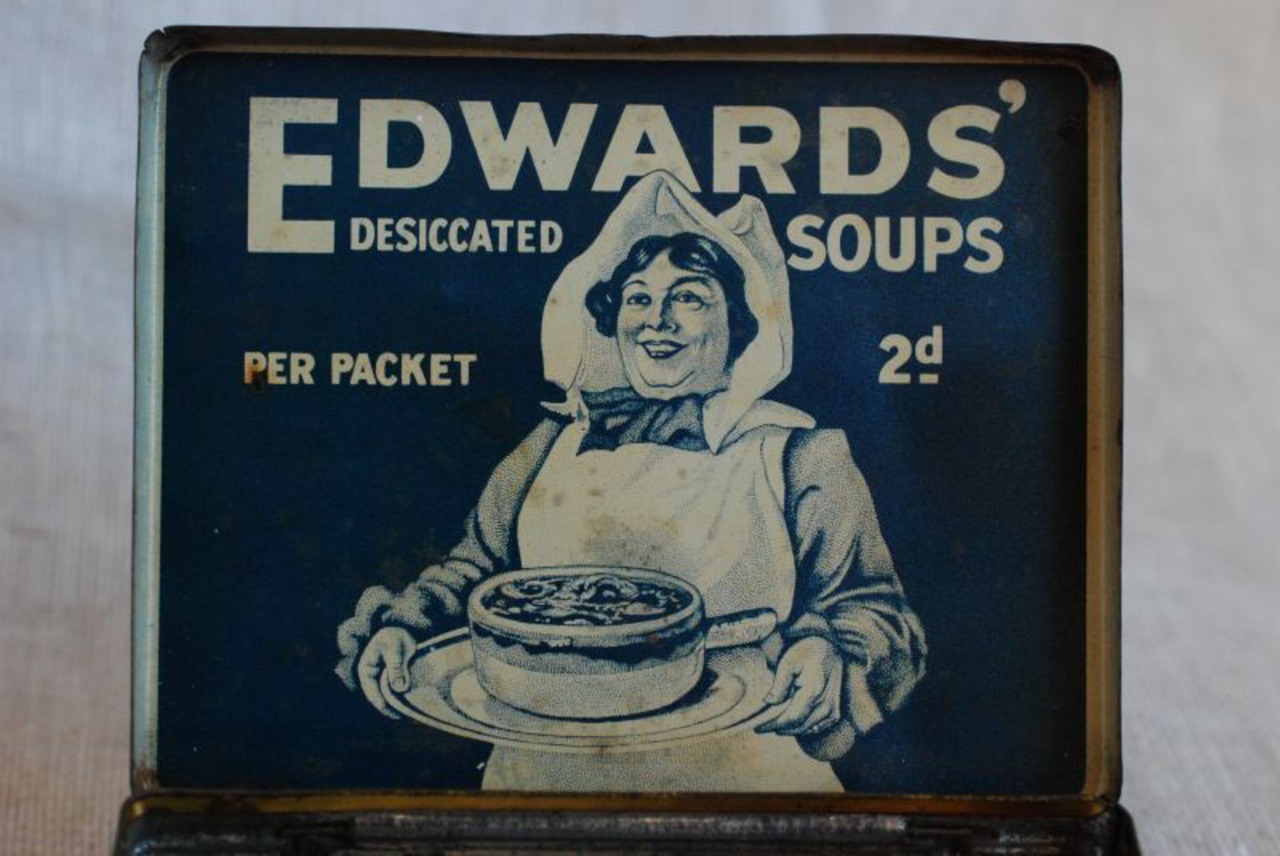 EDWARDS'
DESICCATED SOUPS
PER PACKET 2d